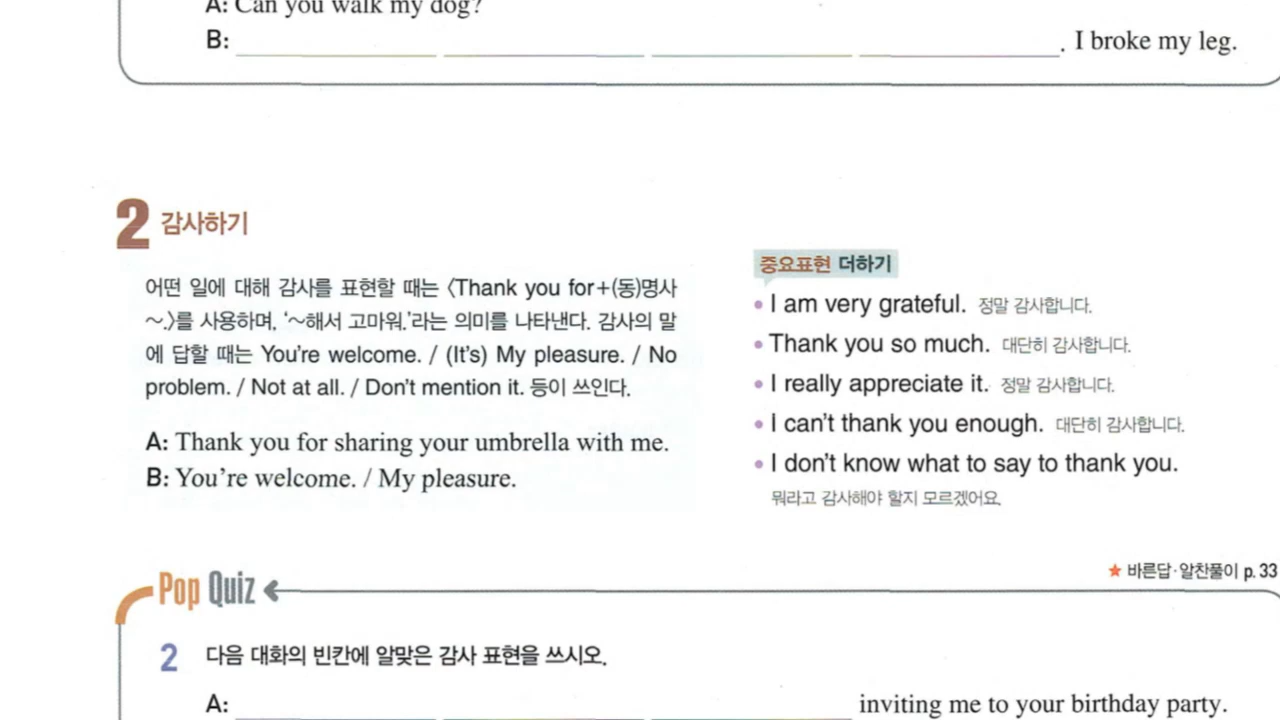 A: Can you walk my dog?
B: . I broke my leg.
2 감사하기
어떤 일에 대해 감사를 표현할 때는 〈Thank you for+(동)명사
~.〉를 사용하며, '~해서 고마워.'라는 의미를 나타낸다. 감사의 말
에 답할 때는 You're welcome. / (It's) My pleasure. / No
problem. / Not at all. / Don't mention it. 등이 쓰인다.
A: Thank you for sharing your umbrella with me.
B: You're welcome. / My pleasure.
중요표현 더하기
• I am very grateful. 정말 감사합니다.
• Thank you so much. 대단히 감사합니다.
• I really appreciate it. 정말 감사합니다.
• I can't thank you enough. 대단히 감사합니다.
• I don't know what to say to thank you.
뭐라고 감사해야 할지 모르겠어요.
★ 바른답·알찬풀이 p. 33
Pop Quiz
2 다음 대화의 빈칸에 알맞은 감사 표현을 쓰시오.
A: inviting me to your birthday party.